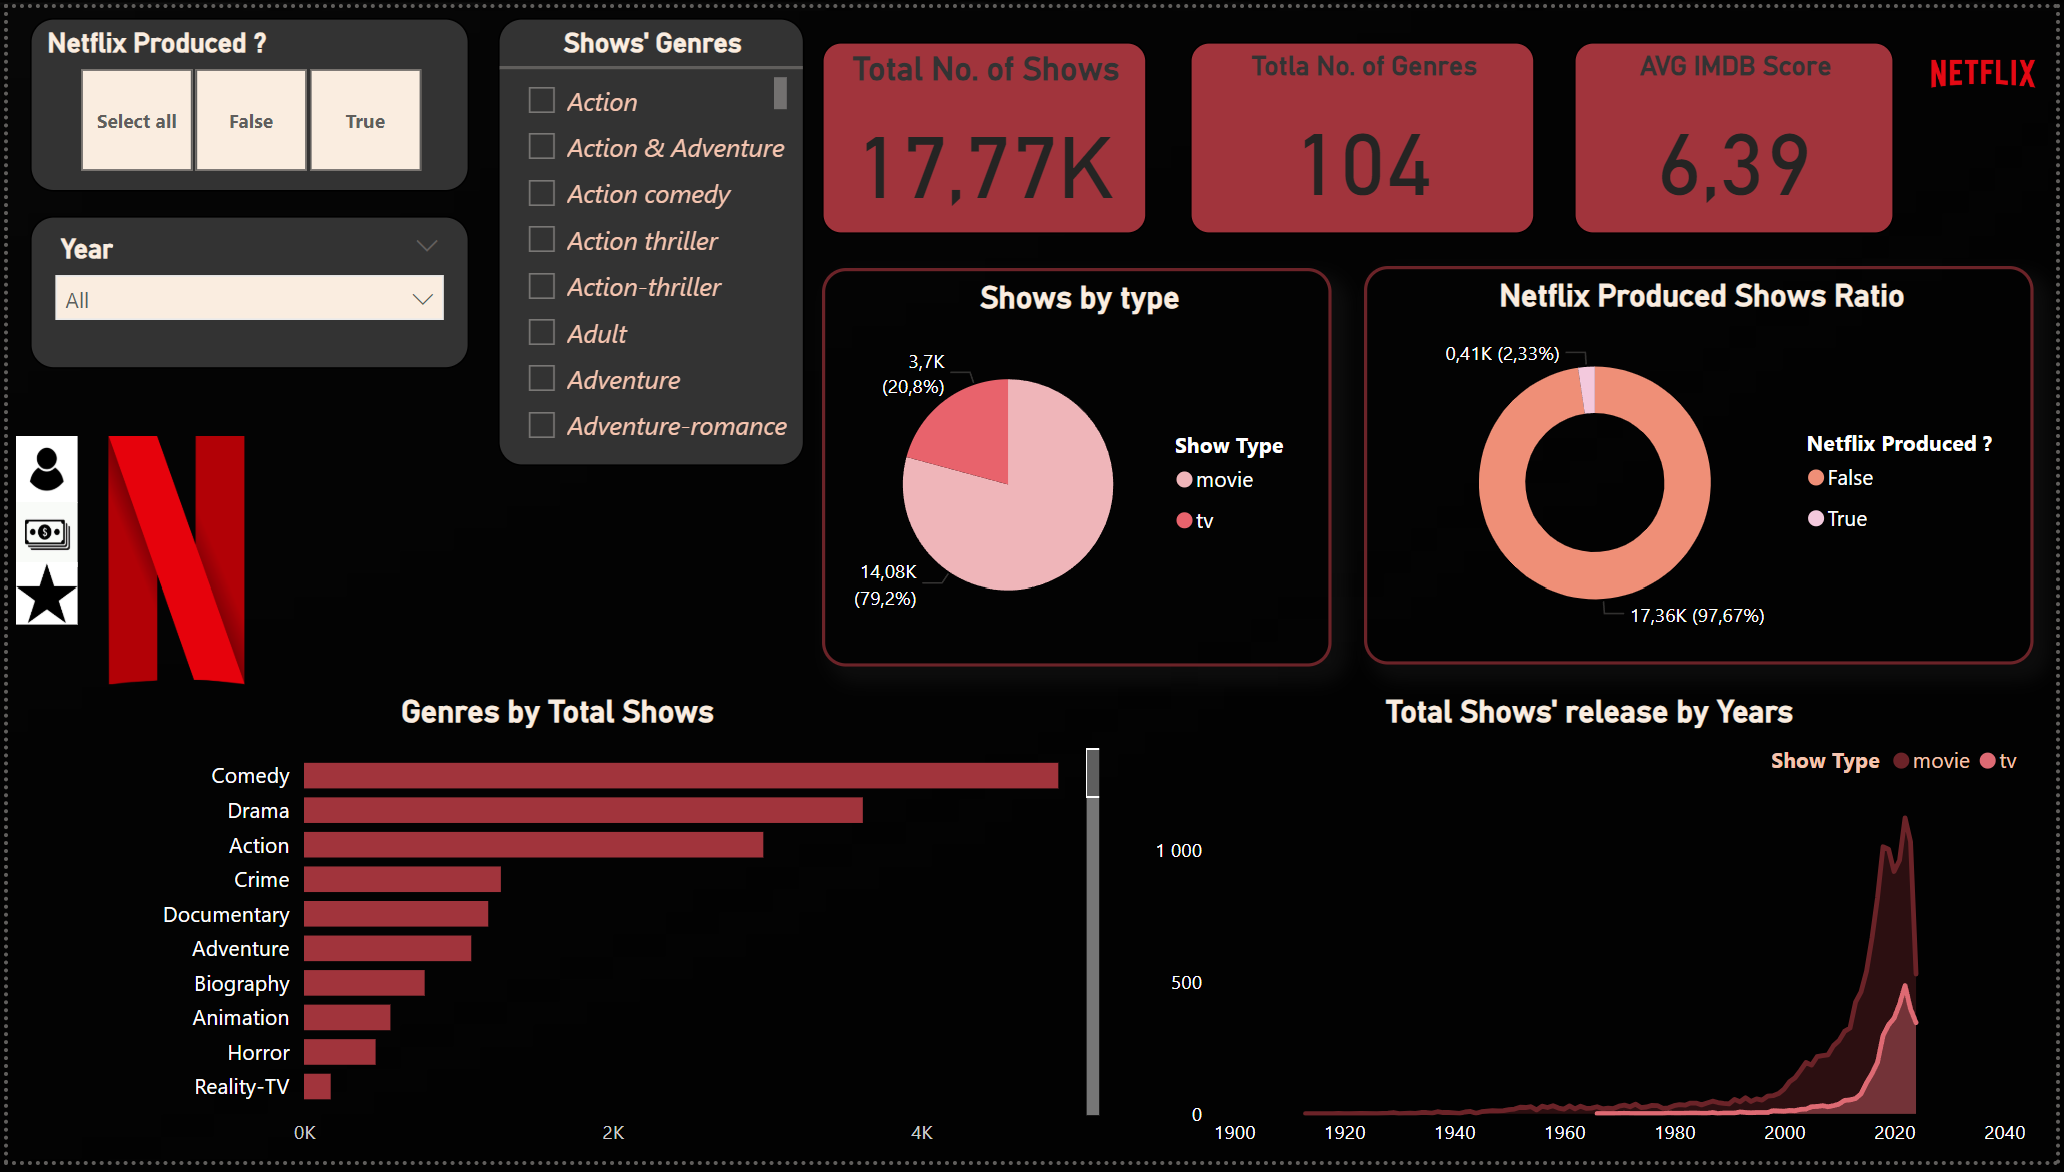 Netflix Produced ?
Select all
False
True
Year
All
Shows' Genres
Action
Action & Adventure
Action comedy
Action thriller
Action-thriller
Adult
Adventure
Adventure-romance
Total No. of Shows
17,77K
Totla No. of Genres
104
AVG IMDB Score
6,39
NETFLIX
Shows by type
3,7K
(20,8%)
14,08K
(79,2%)
Show Type
movie
tv
Netflix Produced Shows Ratio
0,41K (2,33%)
17,36K (97,67%)
Netflix Produced ?
False
True
Genres by Total Shows
Comedy
Drama
Action
Crime
Documentary
Adventure
Biography
Animation
Horror
Reality-TV
0K 2K 4K
Total Shows' release by Years
Show Type movie tv
1 000
500
0
1900 1920 1940 1960 1980 2000 2020 2040